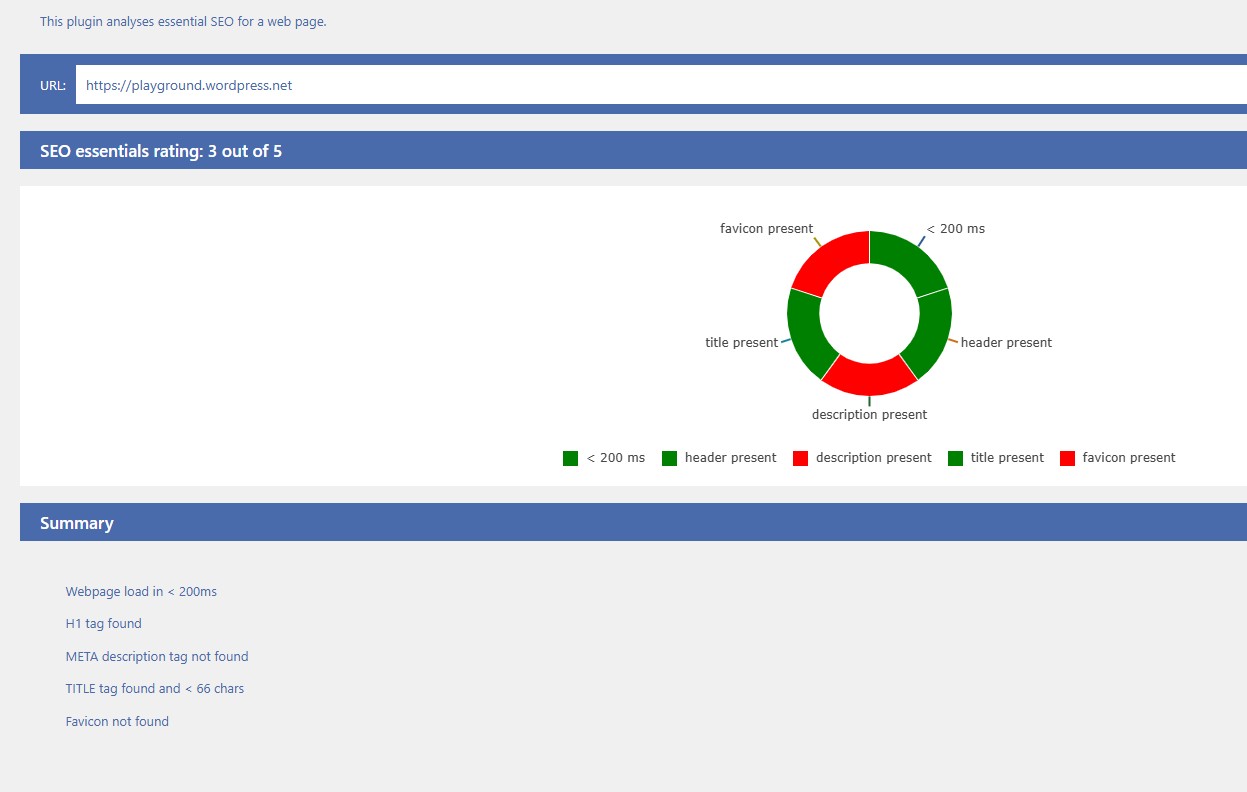 This plugin analyses essential SEO for a web page.
URL: https://playground.wordpress.net
SEO essentials rating: 3 out of 5
favicon present
< 200 ms
title present
header present
description present
< 200 ms header present description present title present favicon present
Summary
Webpage load in < 200ms
H1 tag found
META description tag not found
TITLE tag found and < 66 chars
Favicon not found